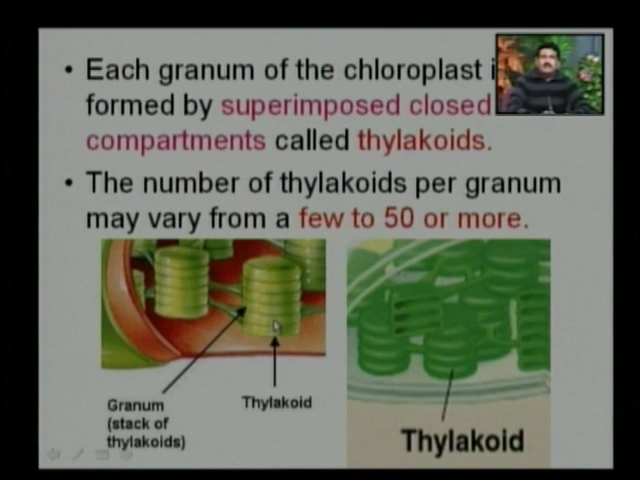 • Each granum of the chloroplast i
formed by superimposed closed
compartments called thylakoids.
• The number of thylakoids per granum
may vary from a few to 50 or more.
Granum
(stack of
thylakoids)
Thylakoid
Thylakoid